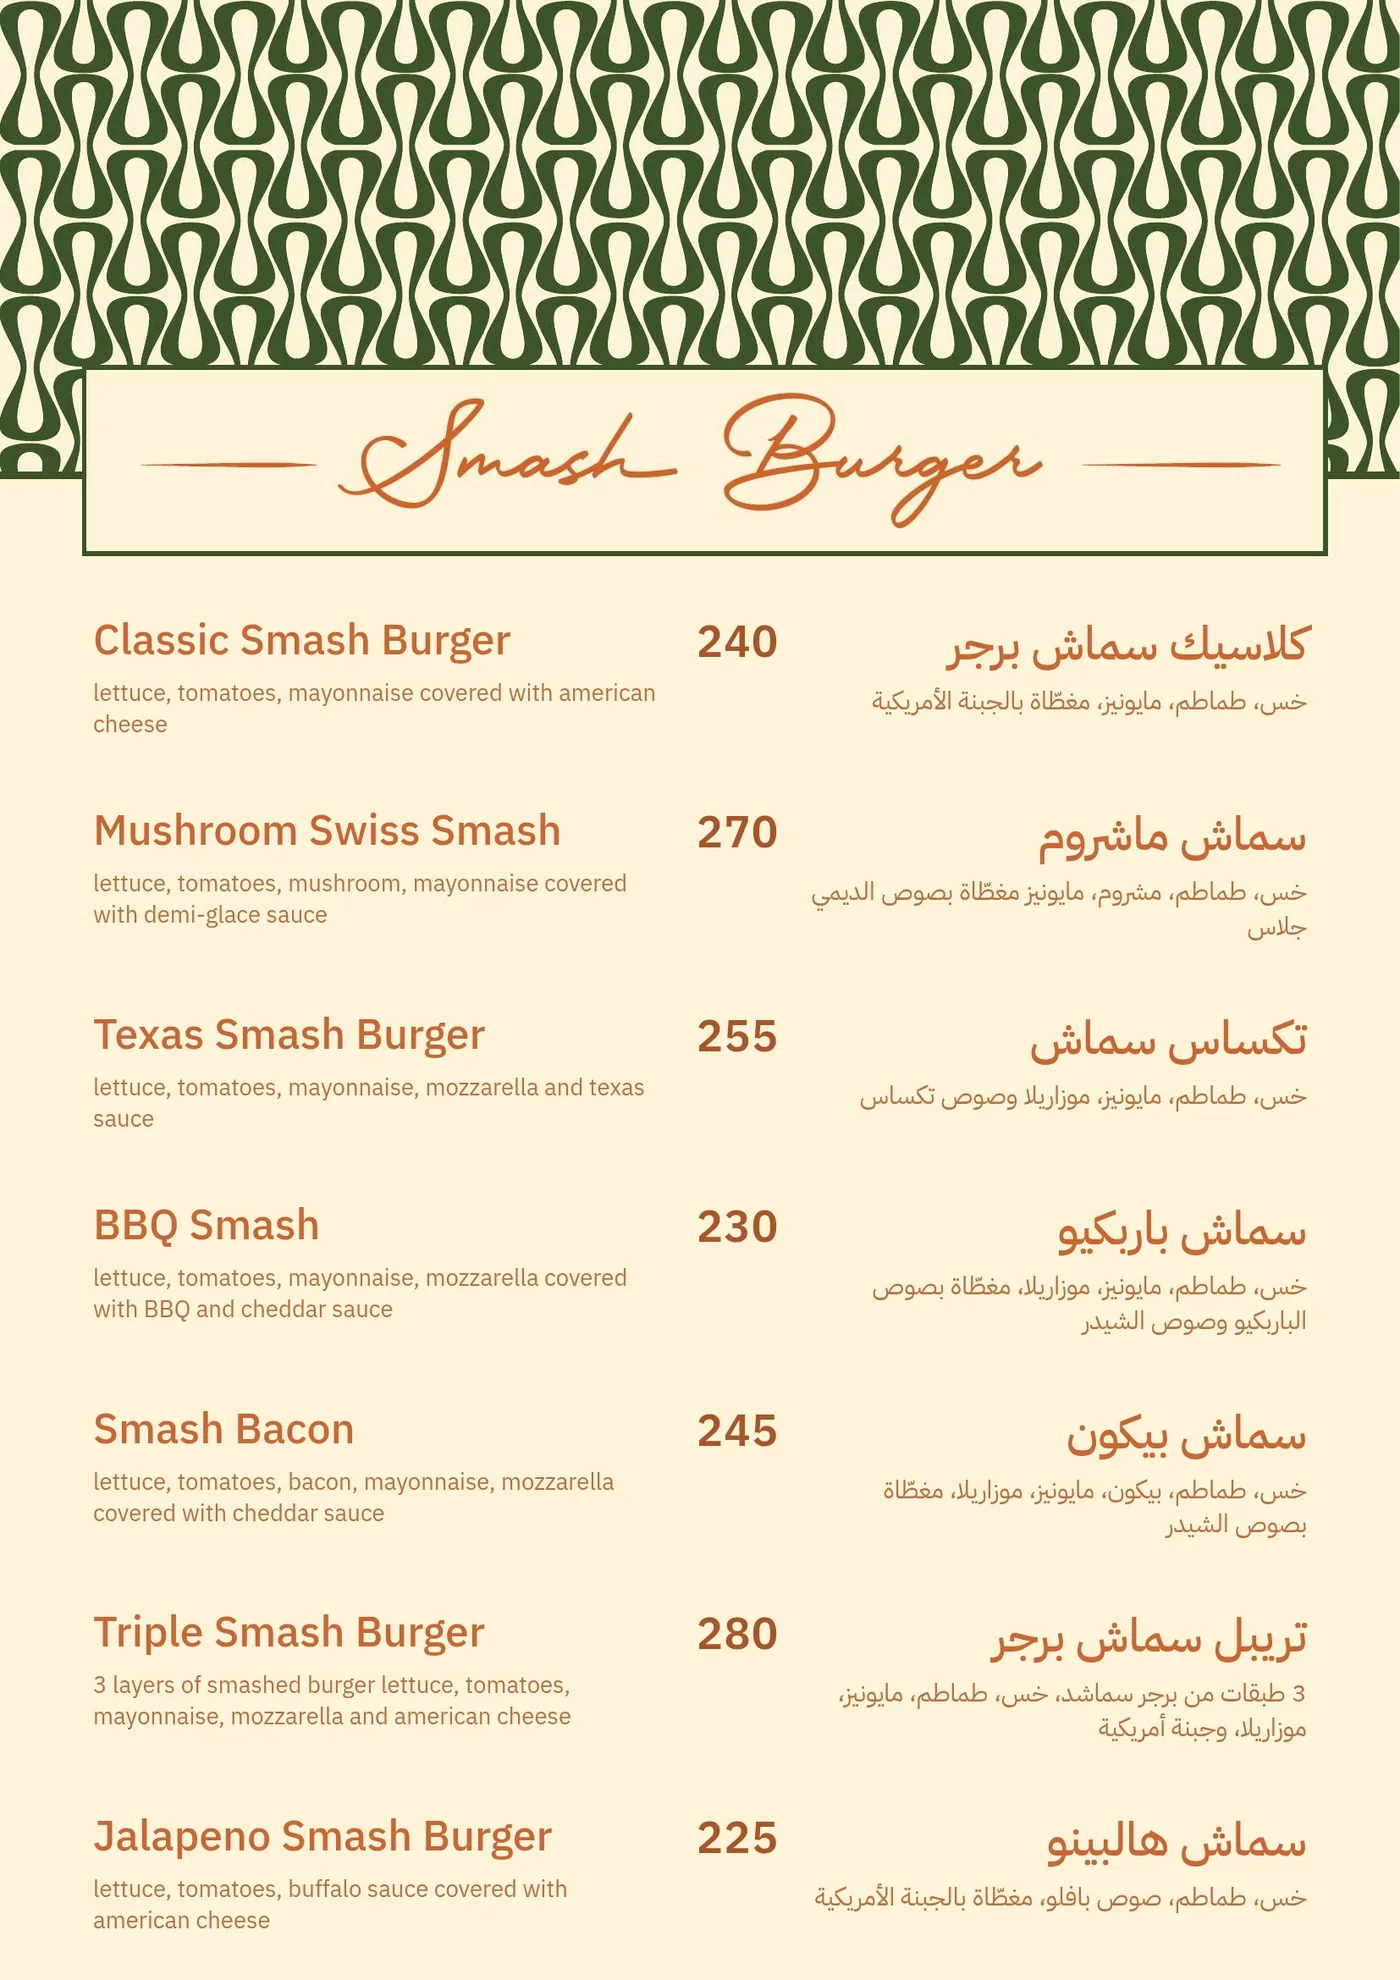 Smash Burger
Classic Smash Burger
240
كلاسيك سماش برجر
lettuce, tomatoes, mayonnaise covered with american
cheese
خس، طماطم، مايونيز، مغطّاة بالجبنة الأمريكية
Mushroom Swiss Smash
270
سماش ماشروم
lettuce, tomatoes, mushroom, mayonnaise covered
with demi-glace sauce
خس، طماطم، مشروم، مايونيز مغطّاة بصوص الديمي
جلاس
Texas Smash Burger
255
تكساس سماش
lettuce, tomatoes, mayonnaise, mozzarella and texas
sauce
خس، طماطم، مايونيز، موزاريلا وصوص تكساس
BBQ Smash
230
سماش باربكيو
lettuce, tomatoes, mayonnaise, mozzarella covered
with BBQ and cheddar sauce
خس، طماطم، مايونيز، موزاريلا، مغطّاة بصوص
الباربكيو وصوص الشيدر
Smash Bacon
245
سماش بيكون
lettuce, tomatoes, bacon, mayonnaise, mozzarella
covered with cheddar sauce
خس، طماطم، بيكون، مايونيز، موزاريلا، مغطّاة
بصوص الشيدر
Triple Smash Burger
280
تريبل سماش برجر
3 layers of smashed burger lettuce, tomatoes,
mayonnaise, mozzarella and american cheese
3 طبقات من برجر سماشد، خس، طماطم، مايونيز،
موزاريلا، وجبنة أمريكية
Jalapeno Smash Burger
225
سماش هالبينو
lettuce, tomatoes, buffalo sauce covered with
american cheese
خس، طماطم، صوص بافلو، مغطّاة بالجبنة الأمريكية